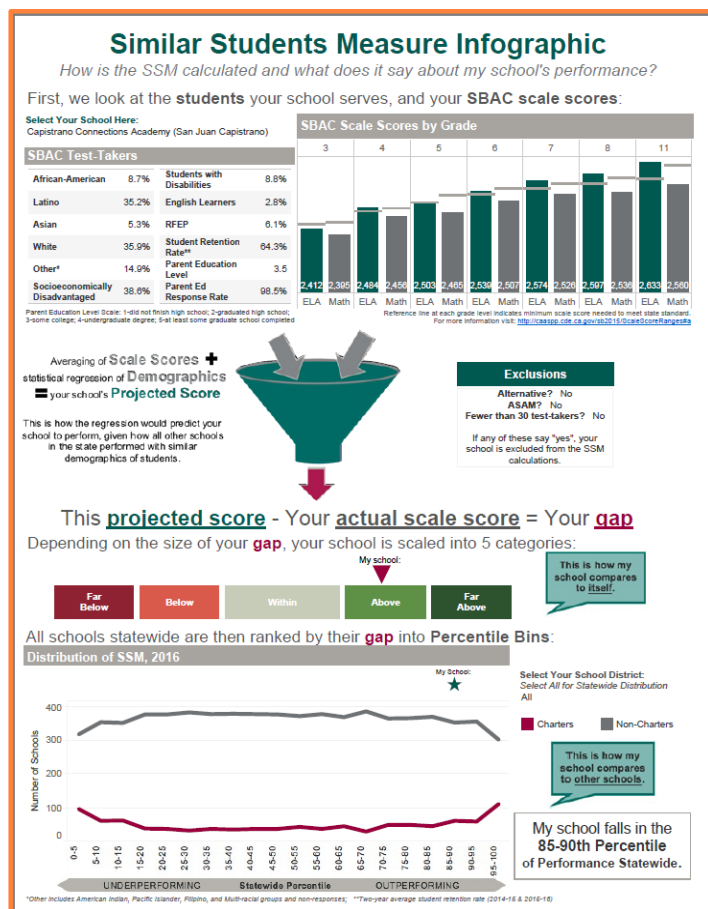 Similar Students Measure Infographic
How is the SSM calculated and what does it say about my school's performance?
First, we look at the students your school serves, and your SBAC scale scores:
Select Your School Here:
Capistrano Connections Academy (San Juan Capistrano)
SBAC Test-Takers
African-American 8.7% Students with Disabilities 8.8%
Latino 35.2% English Learners 2.8%
Asian 5.3% RFEP 6.1%
White 35.9% Student Retention Rate** 64.3%
Other* 14.9% Parent Education Level 3.5
Socioeconomically Disadvantaged 38.6% Parent Ed Response Rate 98.5%
Parent Education Level Scale: 1-did not finish high school; 2-graduated high school;
3-some college; 4-undergraduate degree; 5-at least some graduate school completed
SBAC Scale Scores by Grade
3 4 5 6 7 8 11
2,412 2,395 2,484 2,456 2,503 2,465 2,539 2,507 2,574 2,526 2,597 2,536 2,633 2,560
ELA Math ELA Math ELA Math ELA Math ELA Math ELA Math ELA Math
Reference line at each grade level indicates minimum scale score needed to meet state standard.
For more information visit: http://caaspp.cde.ca.gov/sb2015/ScaleScoreRanges#a
Averaging of Scale Scores +
statistical regression of Demographics
= your school's Projected Score
This is how the regression would predict your
school to perform, given how all other schools
in the state performed with similar
demographics of students.
Exclusions
Alternative? No
ASAM? No
Fewer than 30 test-takers? No
If any of these say "yes", your
school is excluded from the SSM
calculations.
This projected score - Your actual scale score = Your gap
Depending on the size of your gap, your school is scaled into 5 categories:
My school:
Far Below
Below
Within
Above
Far Above
This is how my
school compares
to itself.
All schools statewide are then ranked by their gap into Percentile Bins:
Distribution of SSM, 2016
My School:
Number of Schools
400
300
200
100
0
0-5 5-10 10-15 15-20 20-25 25-30 30-35 35-40 40-45 45-50 50-55 55-60 60-65 65-70 70-75 75-80 80-85 85-90 90-95 95-100
UNDERPERFORMING Statewide Percentile OUTPERFORMING
Select Your School District:
Select All for Statewide Distribution
All
Charters Non-Charters
This is how my
school compares
to other schools.
My school falls in the
85-90th Percentile
of Performance Statewide.
*Other includes American Indian, Pacific Islander, Filipino, and Multi-racial groups and non-responses; **Two-year average student retention rate (2014-15 & 2015-16)